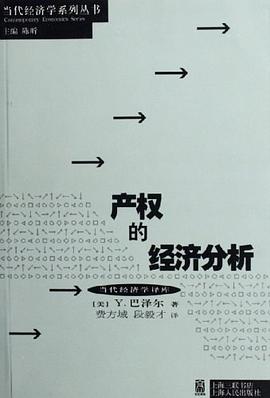 当代经济学系列丛书
Contemporary Economics Series
主编 陈昕
产权
的
经济分析
当代经济学译库
[美] Y. 巴泽尔 著
费方域 段毅才 译
上海三联书店
上海人民出版社